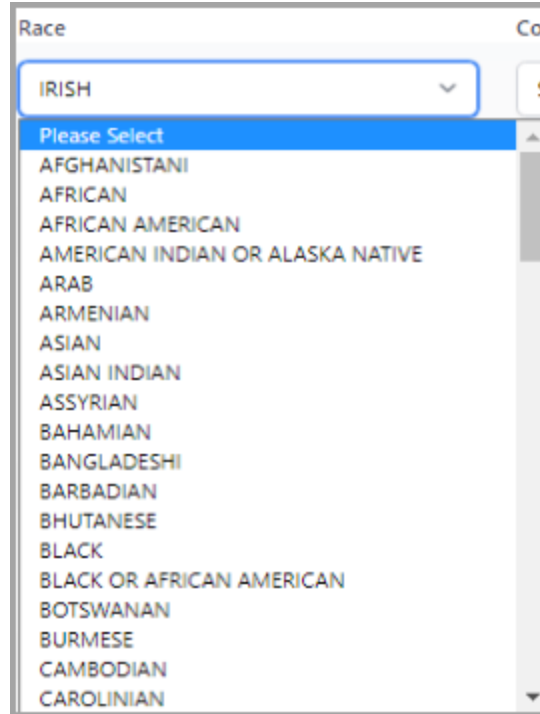 Race
Co
IRISH
S
Please Select
AFGHANISTANI
AFRICAN
AFRICAN AMERICAN
AMERICAN INDIAN OR ALASKA NATIVE
ARAB
ARMENIAN
ASIAN
ASIAN INDIAN
ASSYRIAN
BAHAMIAN
BANGLADESHI
BARBADIAN
BHUTANESE
BLACK
BLACK OR AFRICAN AMERICAN
BOTSWANAN
BURMESE
CAMBODIAN
CAROLINIAN